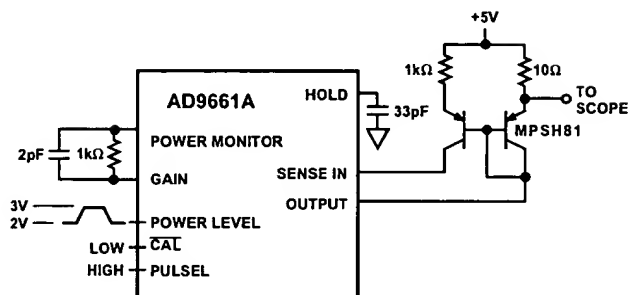 +5V
1kΩ
10Ω
AD9661A
HOLD
33pF
TO
SCOPE
MPSH81
POWER MONITOR
2pF
1kΩ
GAIN
SENSE IN
OUTPUT
3V
2V
POWER LEVEL
LOW
CAL
HIGH
PULSEL